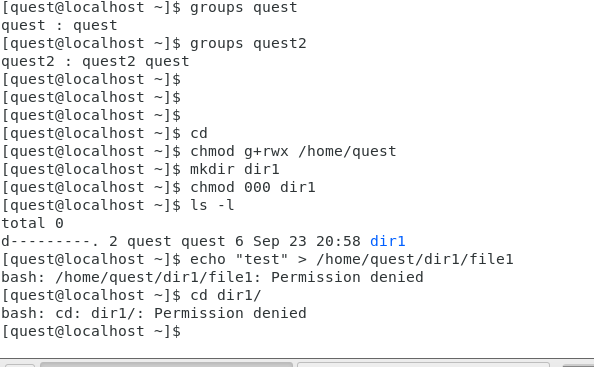 [quest@localhost ~]$ groups quest
quest : quest
[quest@localhost ~]$ groups quest2
quest2 : quest2 quest
[quest@localhost ~]$
[quest@localhost ~]$
[quest@localhost ~]$
[quest@localhost ~]$ cd
[quest@localhost ~]$ chmod g+rwx /home/quest
[quest@localhost ~]$ mkdir dir1
[quest@localhost ~]$ chmod 000 dir1
[quest@localhost ~]$ ls -l
total 0
d---------. 2 quest quest 6 Sep 23 20:58 dir1
[quest@localhost ~]$ echo "test" > /home/quest/dir1/file1
bash: /home/quest/dir1/file1: Permission denied
[quest@localhost ~]$ cd dir1/
bash: cd: dir1/: Permission denied
[quest@localhost ~]$